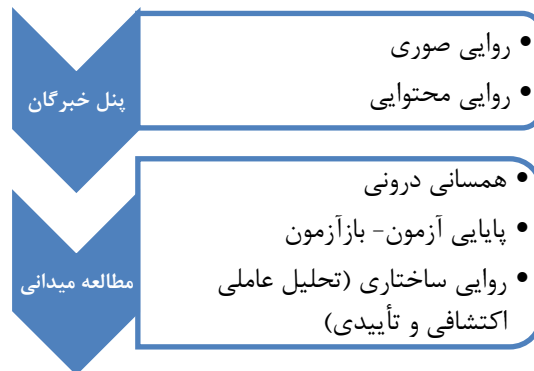 پنل خبرگان
• روایی صوری
• روایی محتوایی
مطالعه میدانی
• همسانی درونی
• پایایی آزمون- بازآزمون
• روایی ساختاری (تحلیل عاملی
اکتشافی و تأییدی)